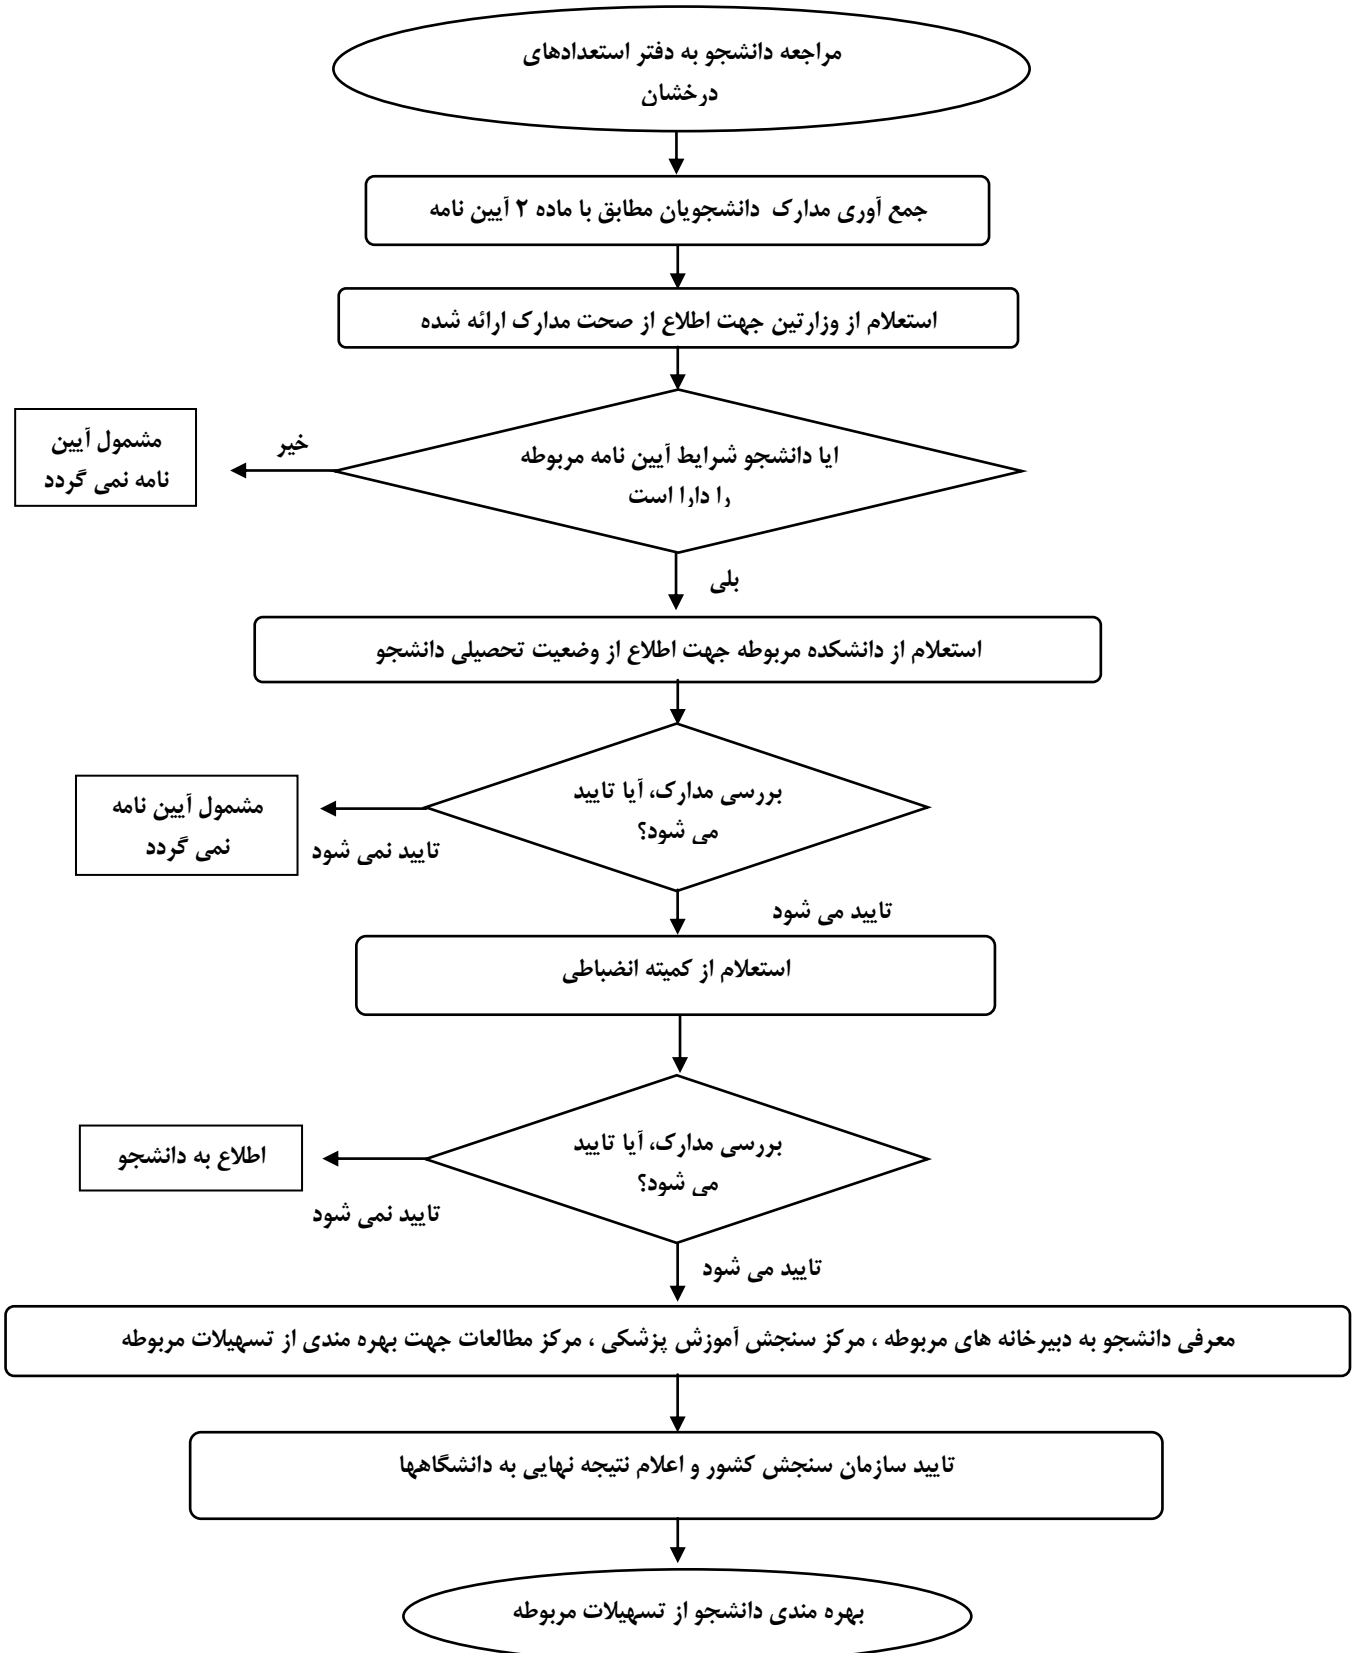 مراجعه دانشجو به دفتر استعدادهای
درخشان
جمع آوری مدارک دانشجویان مطابق با ماده ۲ آیین نامه
استعلام از وزارتین جهت اطلاع از صحت مدارک ارائه شده
ایا دانشجو شرایط آیین نامه مربوطه
را دارا است
خیر
مشمول آیین
نامه نمی گردد
بلی
استعلام از دانشکده مربوطه جهت اطلاع از وضعیت تحصیلی دانشجو
بررسی مدارک، آیا تایید
می شود؟
تایید نمی شود
مشمول آیین نامه
نمی گردد
تایید می شود
استعلام از کمیته انضباطی
بررسی مدارک، آیا تایید
می شود؟
تایید نمی شود
اطلاع به دانشجو
تایید می شود
معرفی دانشجو به دبیرخانه های مربوطه ، مرکز سنجش آموزش پزشکی ، مرکز مطالعات جهت بهره مندی از تسهیلات مربوطه
تایید سازمان سنجش کشور و اعلام نتیجه نهایی به دانشگاهها
بهره مندی دانشجو از تسهیلات مربوطه